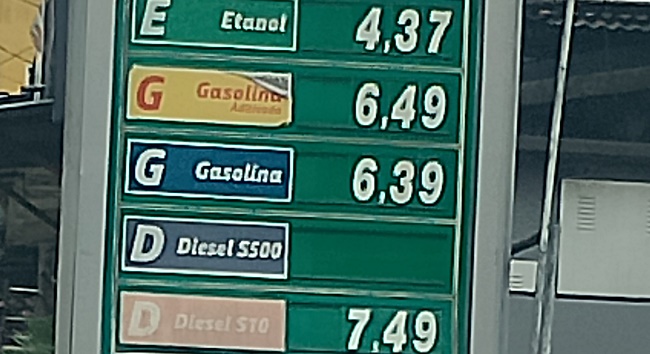 E Etanol 4,37
G Gasolina 6,49
Aditivada
G Gasolina 6,39
D Diesel S500
D Diesel S10 7,49